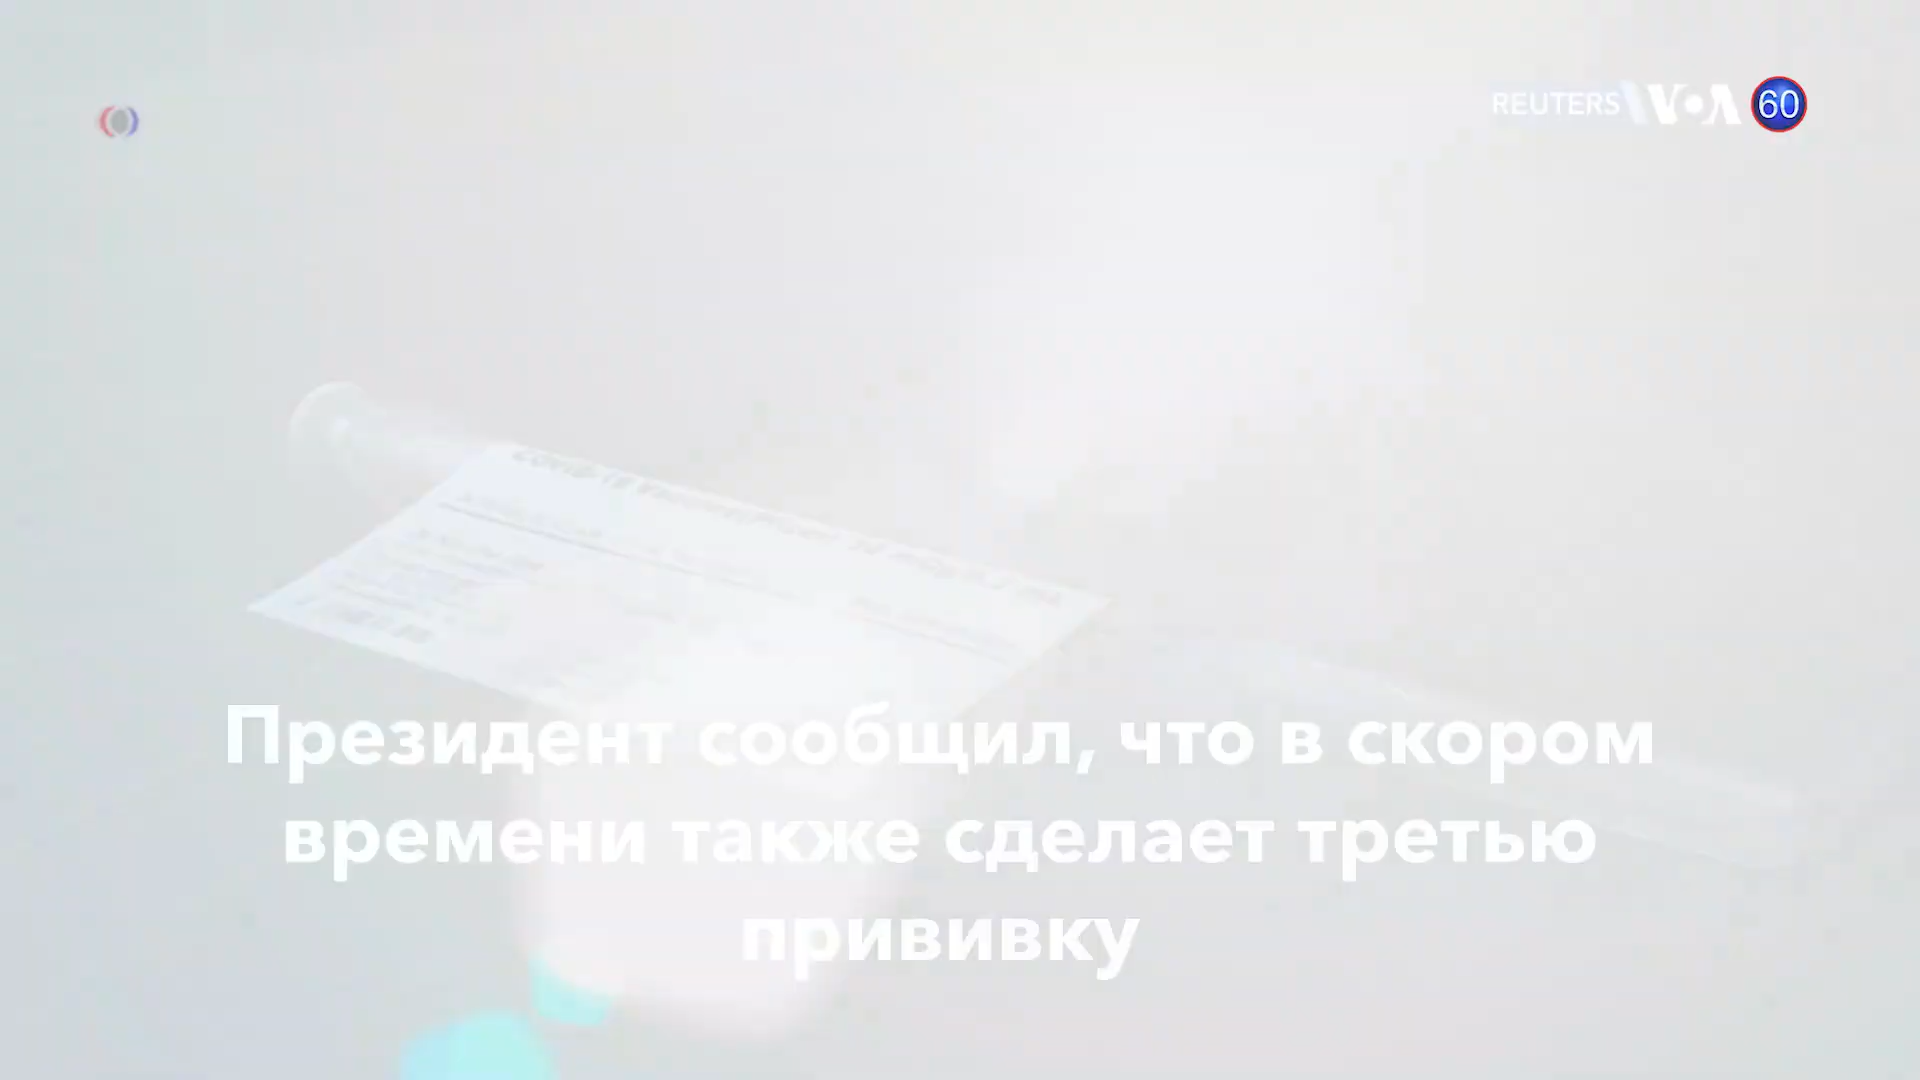 REUTERS VOA 60
Президент сообщил, что в скором
времени также сделает третью
прививку